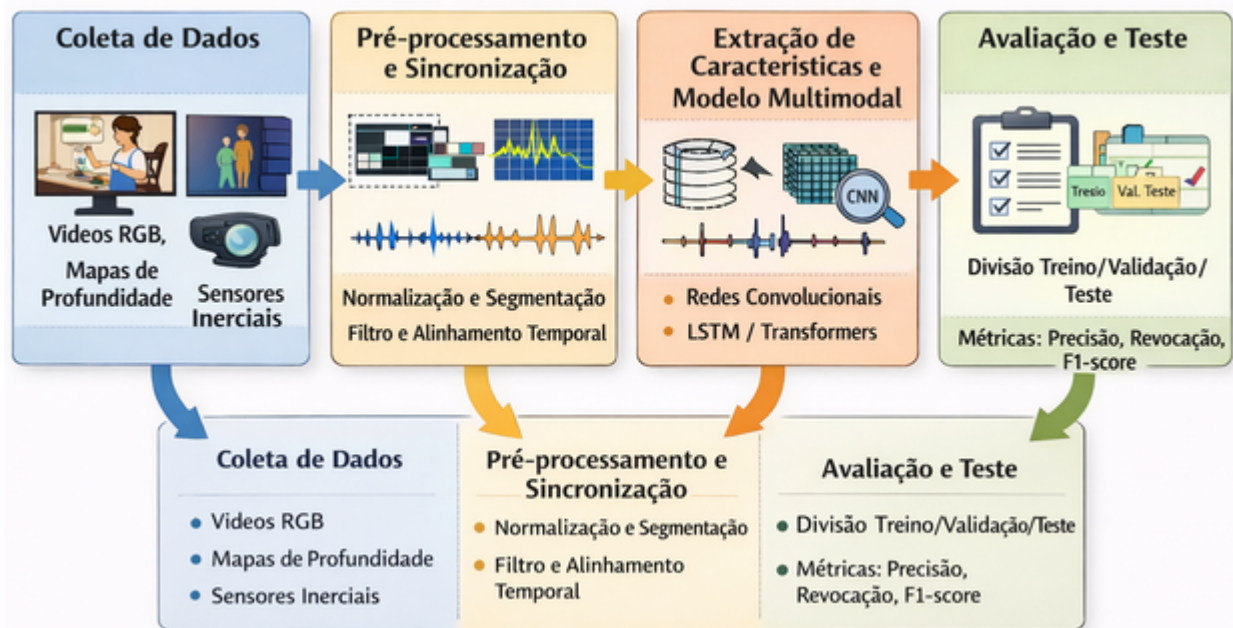 Coleta de Dados
Videos RGB,
Mapas de
Profundidade
Sensores
Inerciais
Pré-processamento
e Sincronização
Normalização e Segmentação
Filtro e Alinhamento Temporal
Extração de
Caracteristicas e
Modelo Multimodal
CNN
Redes Convolucionais
LSTM / Transformers
Avaliação e Teste
Val. Teste
Divisão Treino/Validação/
Teste
Métricas: Precisão, Revocação,
F1-score
Coleta de Dados
Videos RGB
Mapas de Profundidade
Sensores Inerciais
Pré-processamento e
Sincronização
Normalização e Segmentação
Filtro e Alinhamento
Temporal
Avaliação e Teste
Divisão Treino/Validação/Teste
Métricas: Precisão,
Revocação, F1-score